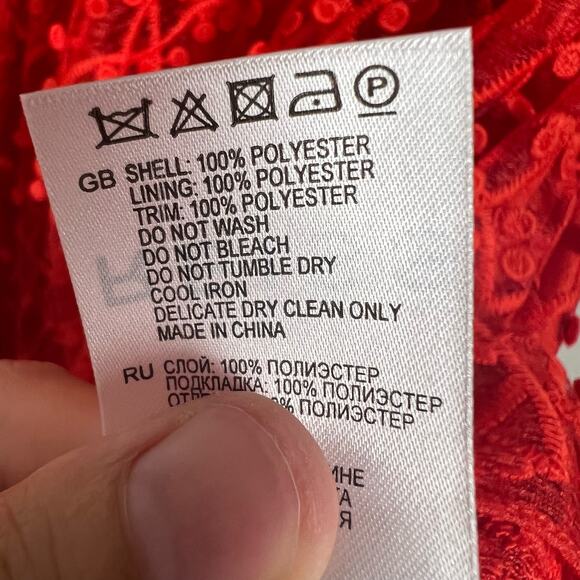 P
GB SHELL: 100% POLYESTER
LINING: 100% POLYESTER
TRIM: 100% POLYESTER
DO NOT WASH
DO NOT BLEACH
DO NOT TUMBLE DRY
COOL IRON
DELICATE DRY CLEAN ONLY
MADE IN CHINA
RU СЛОЙ: 100% ПОЛИЭСТЕР
ПОДКЛАДКА: 100% ПОЛИЭСТЕР
ПОЛИЭСТЕР